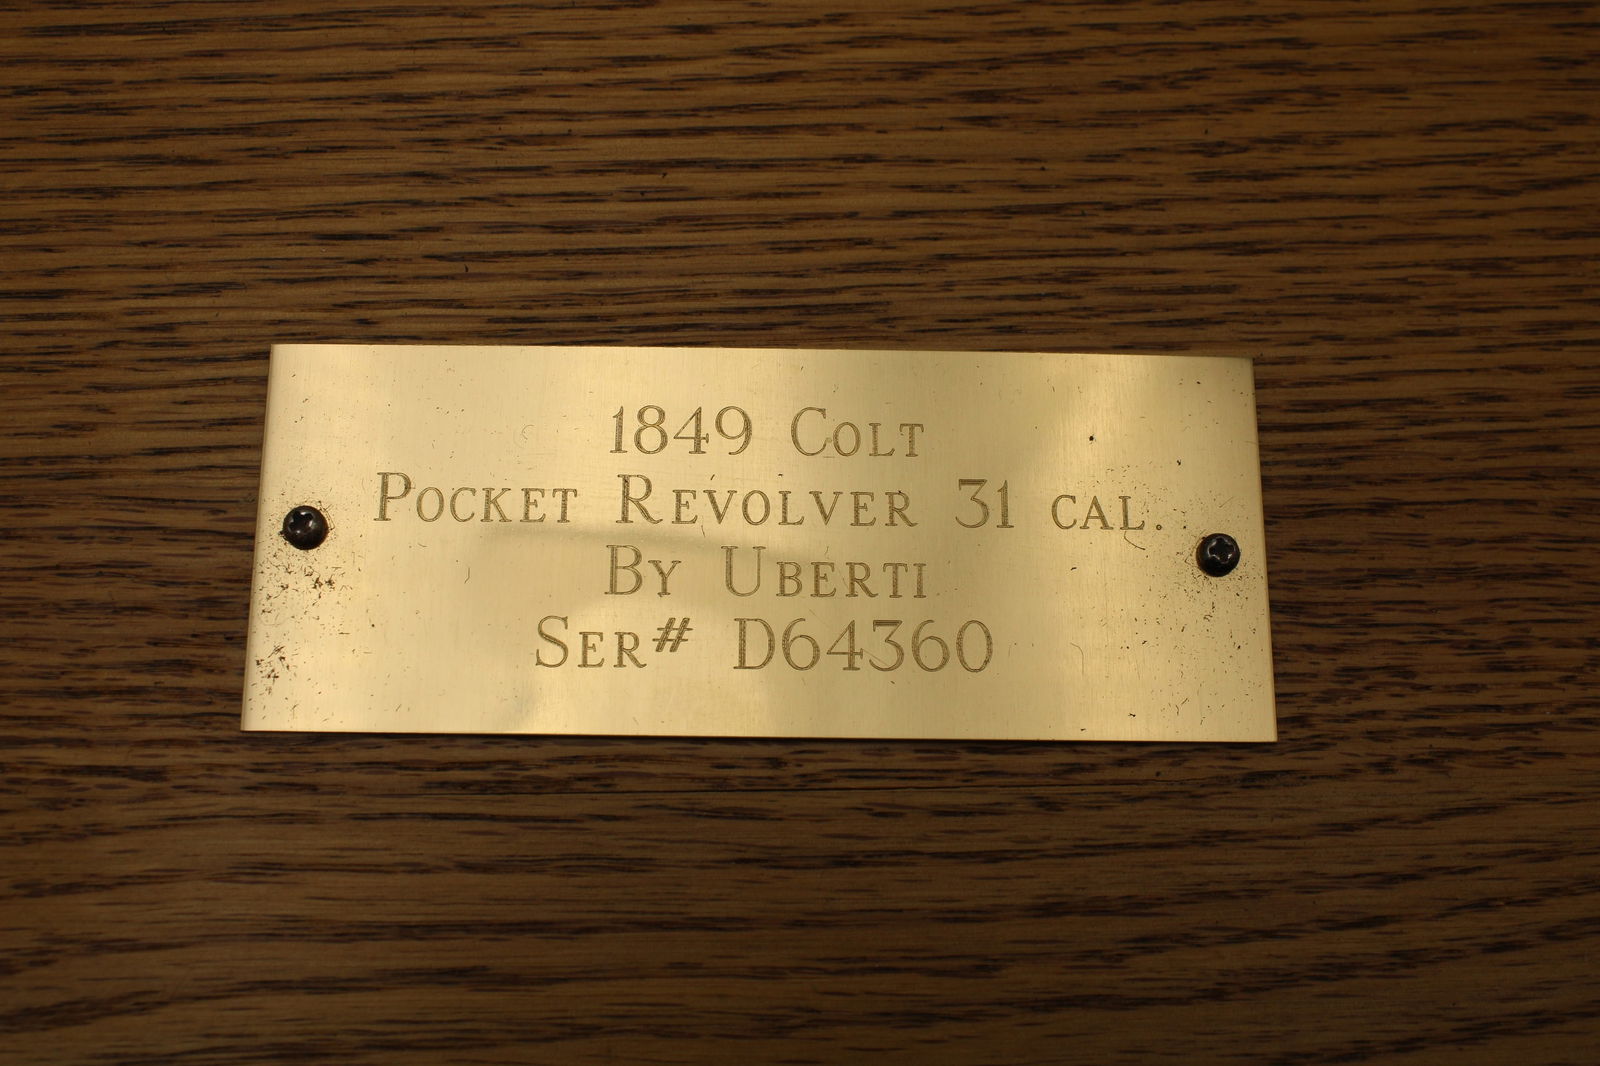 1849 Colt
Pocket Revolver 31 cal.
By Uberti
Ser# D64360